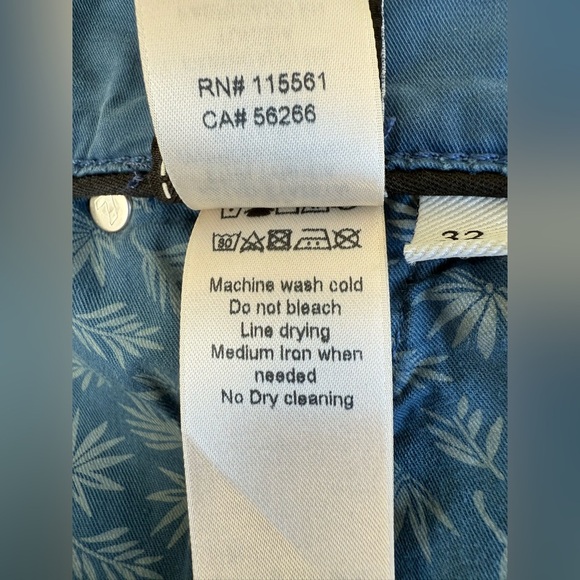 RN# 115561
CA# 56266
30
32
Machine wash cold
Do not bleach
Line drying
Medium Iron when
needed
No Dry cleaning